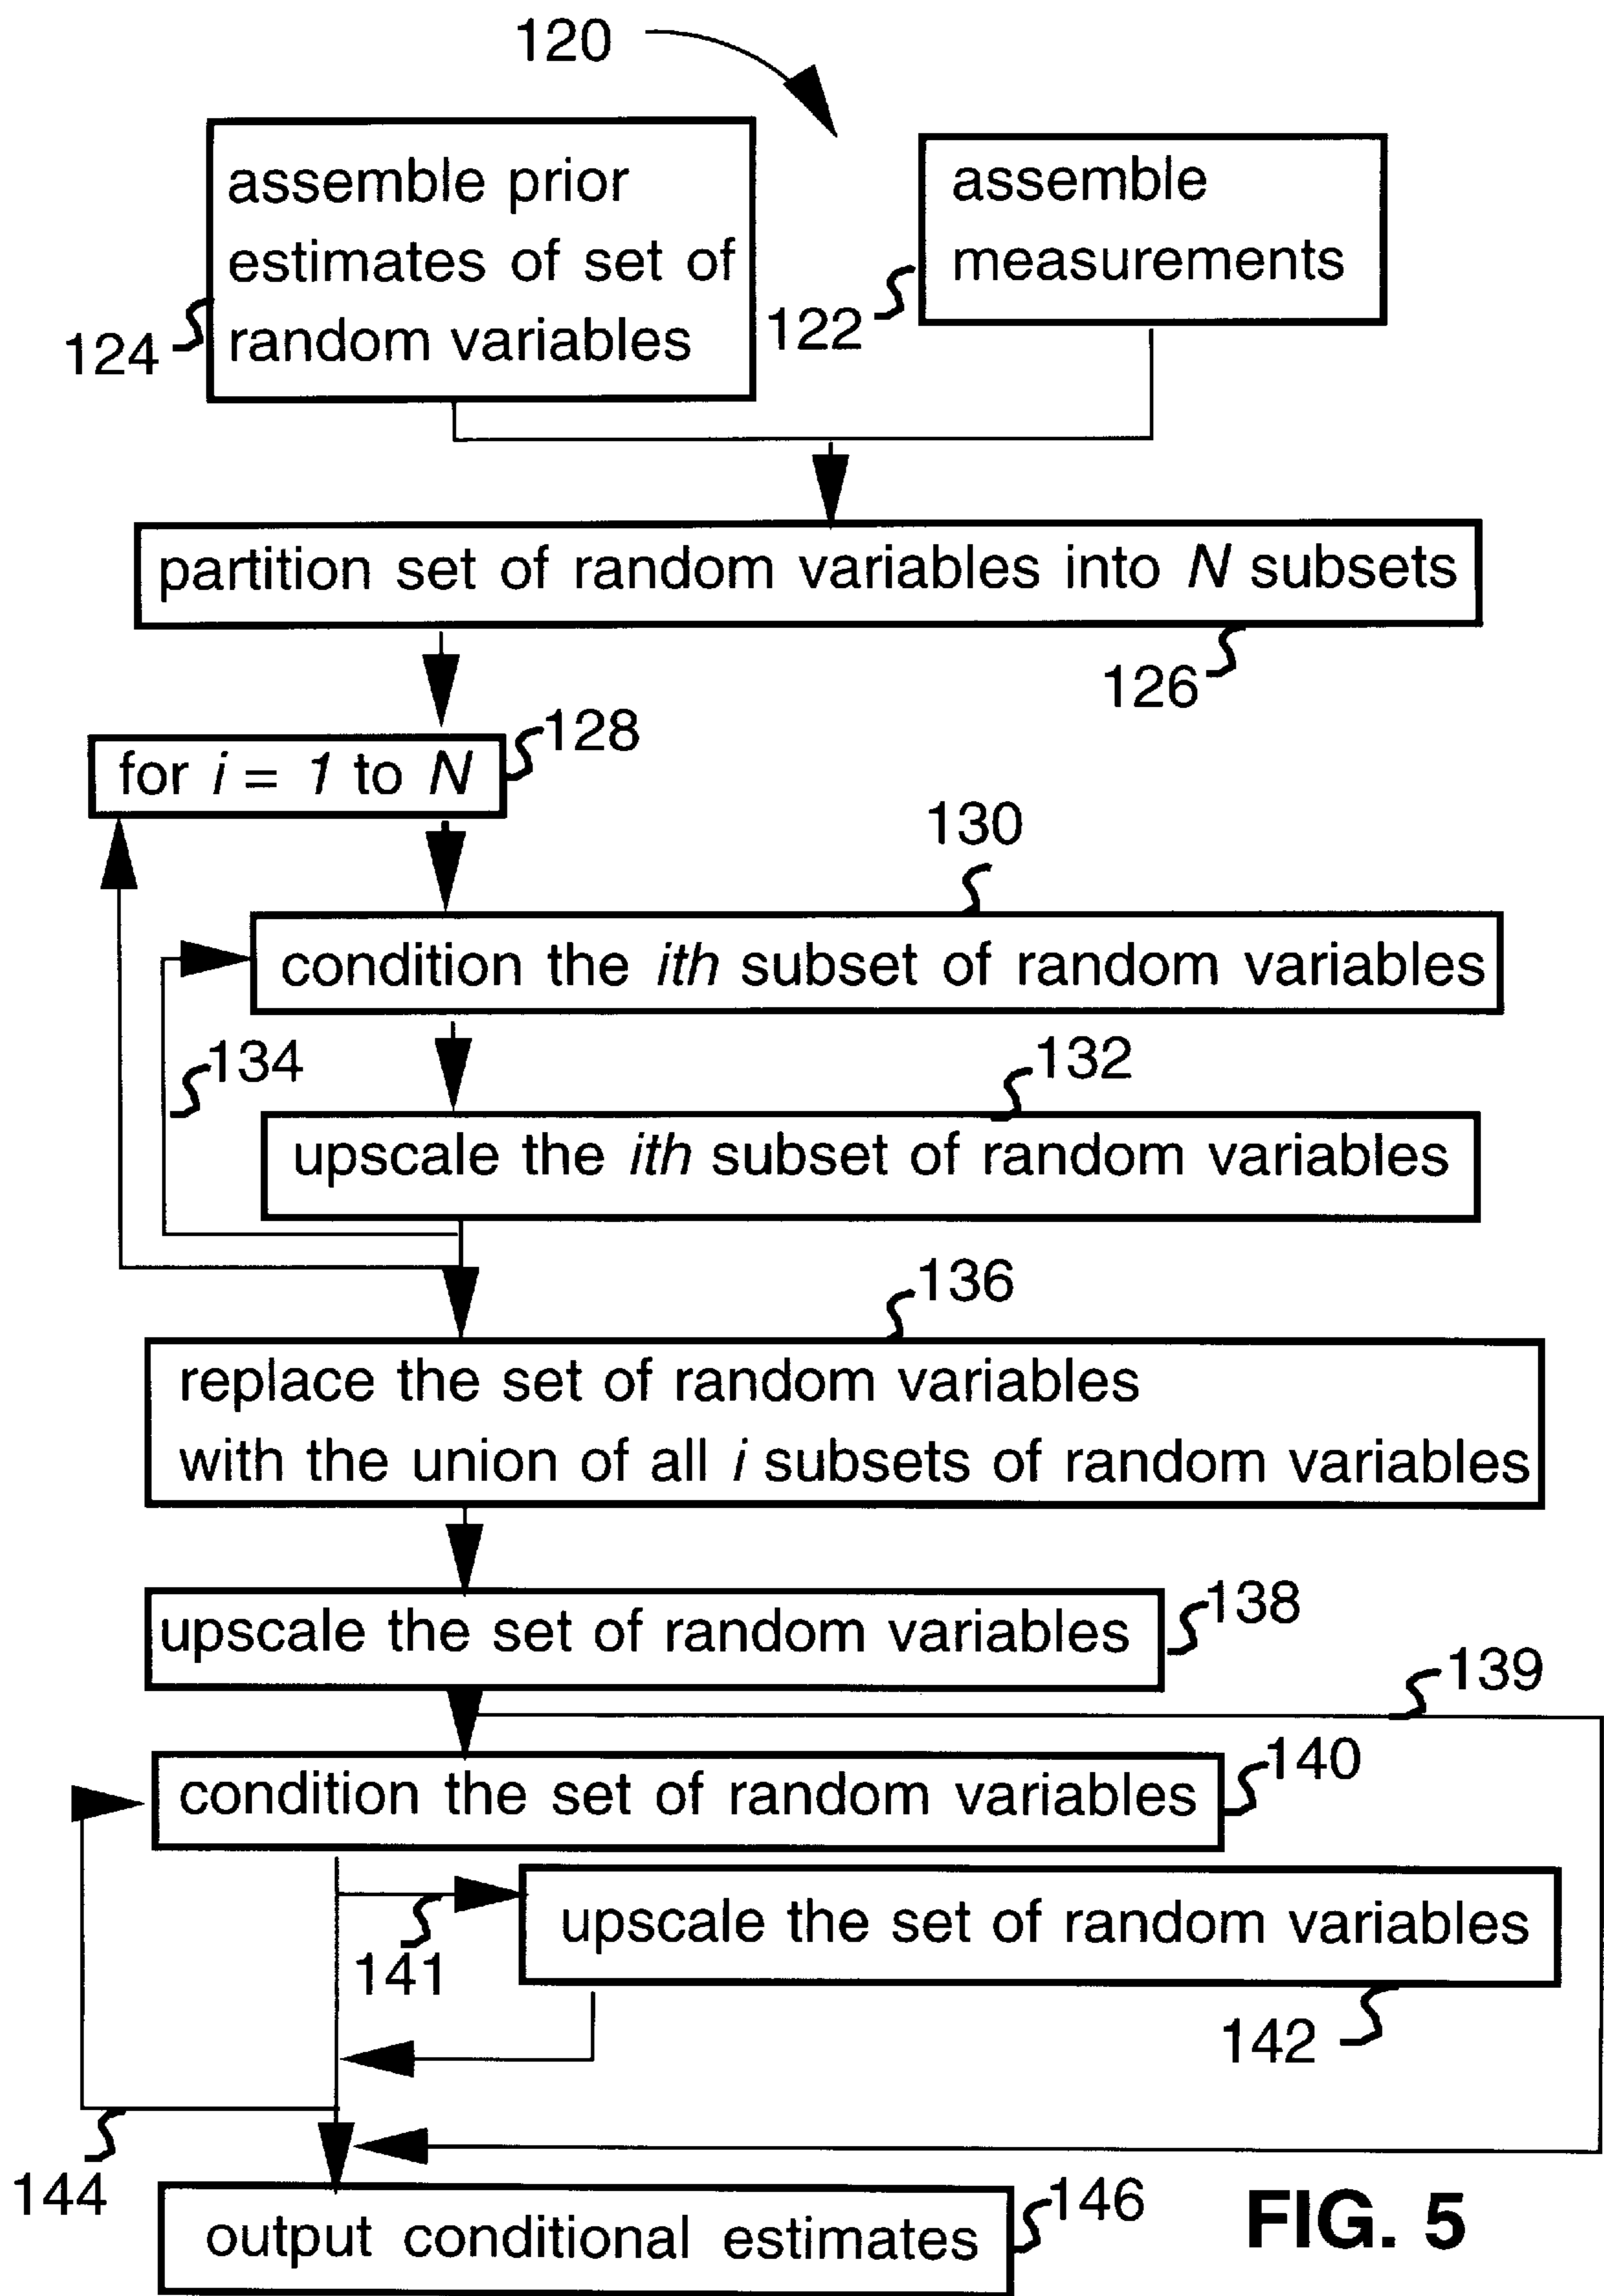 120
assemble prior
estimates of set of
random variables
124
assemble
measurements
122
partition set of random variables into N subsets
126
for i = 1 to N
128
130
condition the ith subset of random variables
134
132
upscale the ith subset of random variables
136
replace the set of random variables
with the union of all i subsets of random variables
upscale the set of random variables
138
139
condition the set of random variables
140
upscale the set of random variables
141
142
144
output conditional estimates
146
FIG. 5